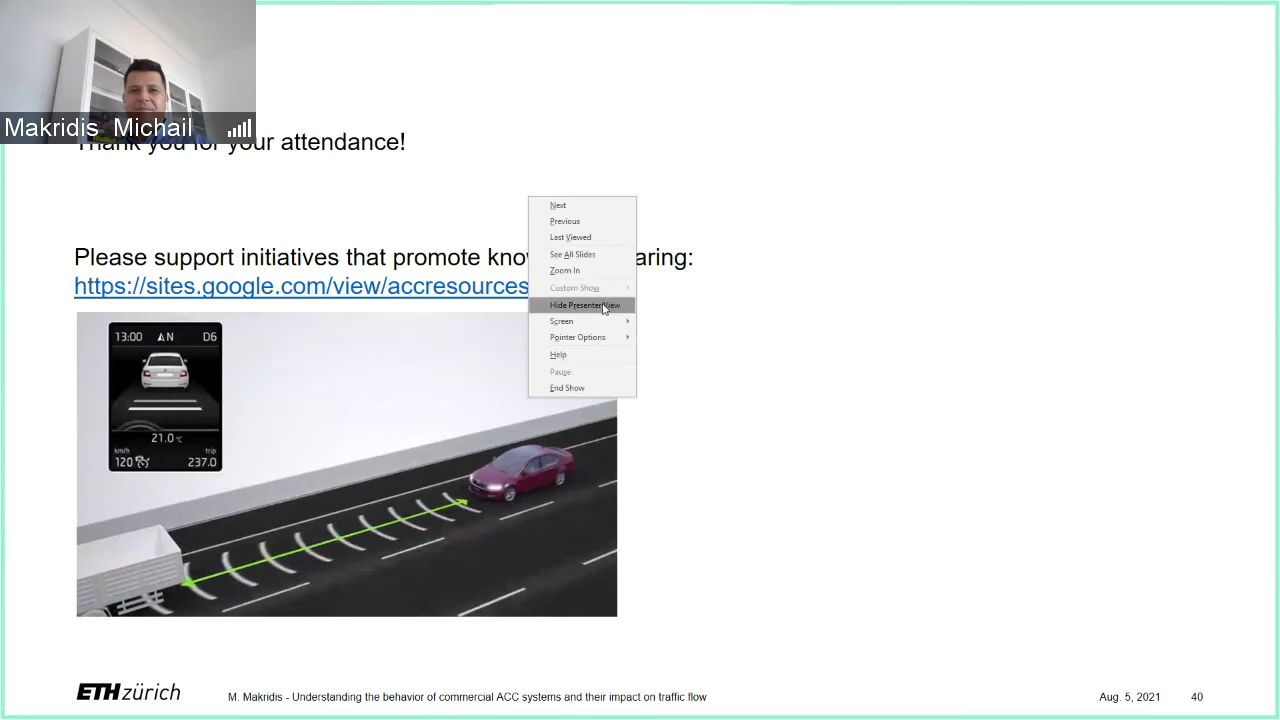 Makridis Michail
Thank you for your attendance!
Please support initiatives that promote kno
aring:
https://sites.google.com/view/accresources
Next
Previous
Last Viewed
See All Slides
Zoom In
Custom Show
Hide Presenter View
Screen
Pointer Options
Help
Pause
End Show
13:00 N D6
21.0 °C
km/h trip
120 237.0
ETH zürich
M. Makridis - Understanding the behavior of commercial ACC systems and their impact on traffic flow
Aug. 5, 2021 40